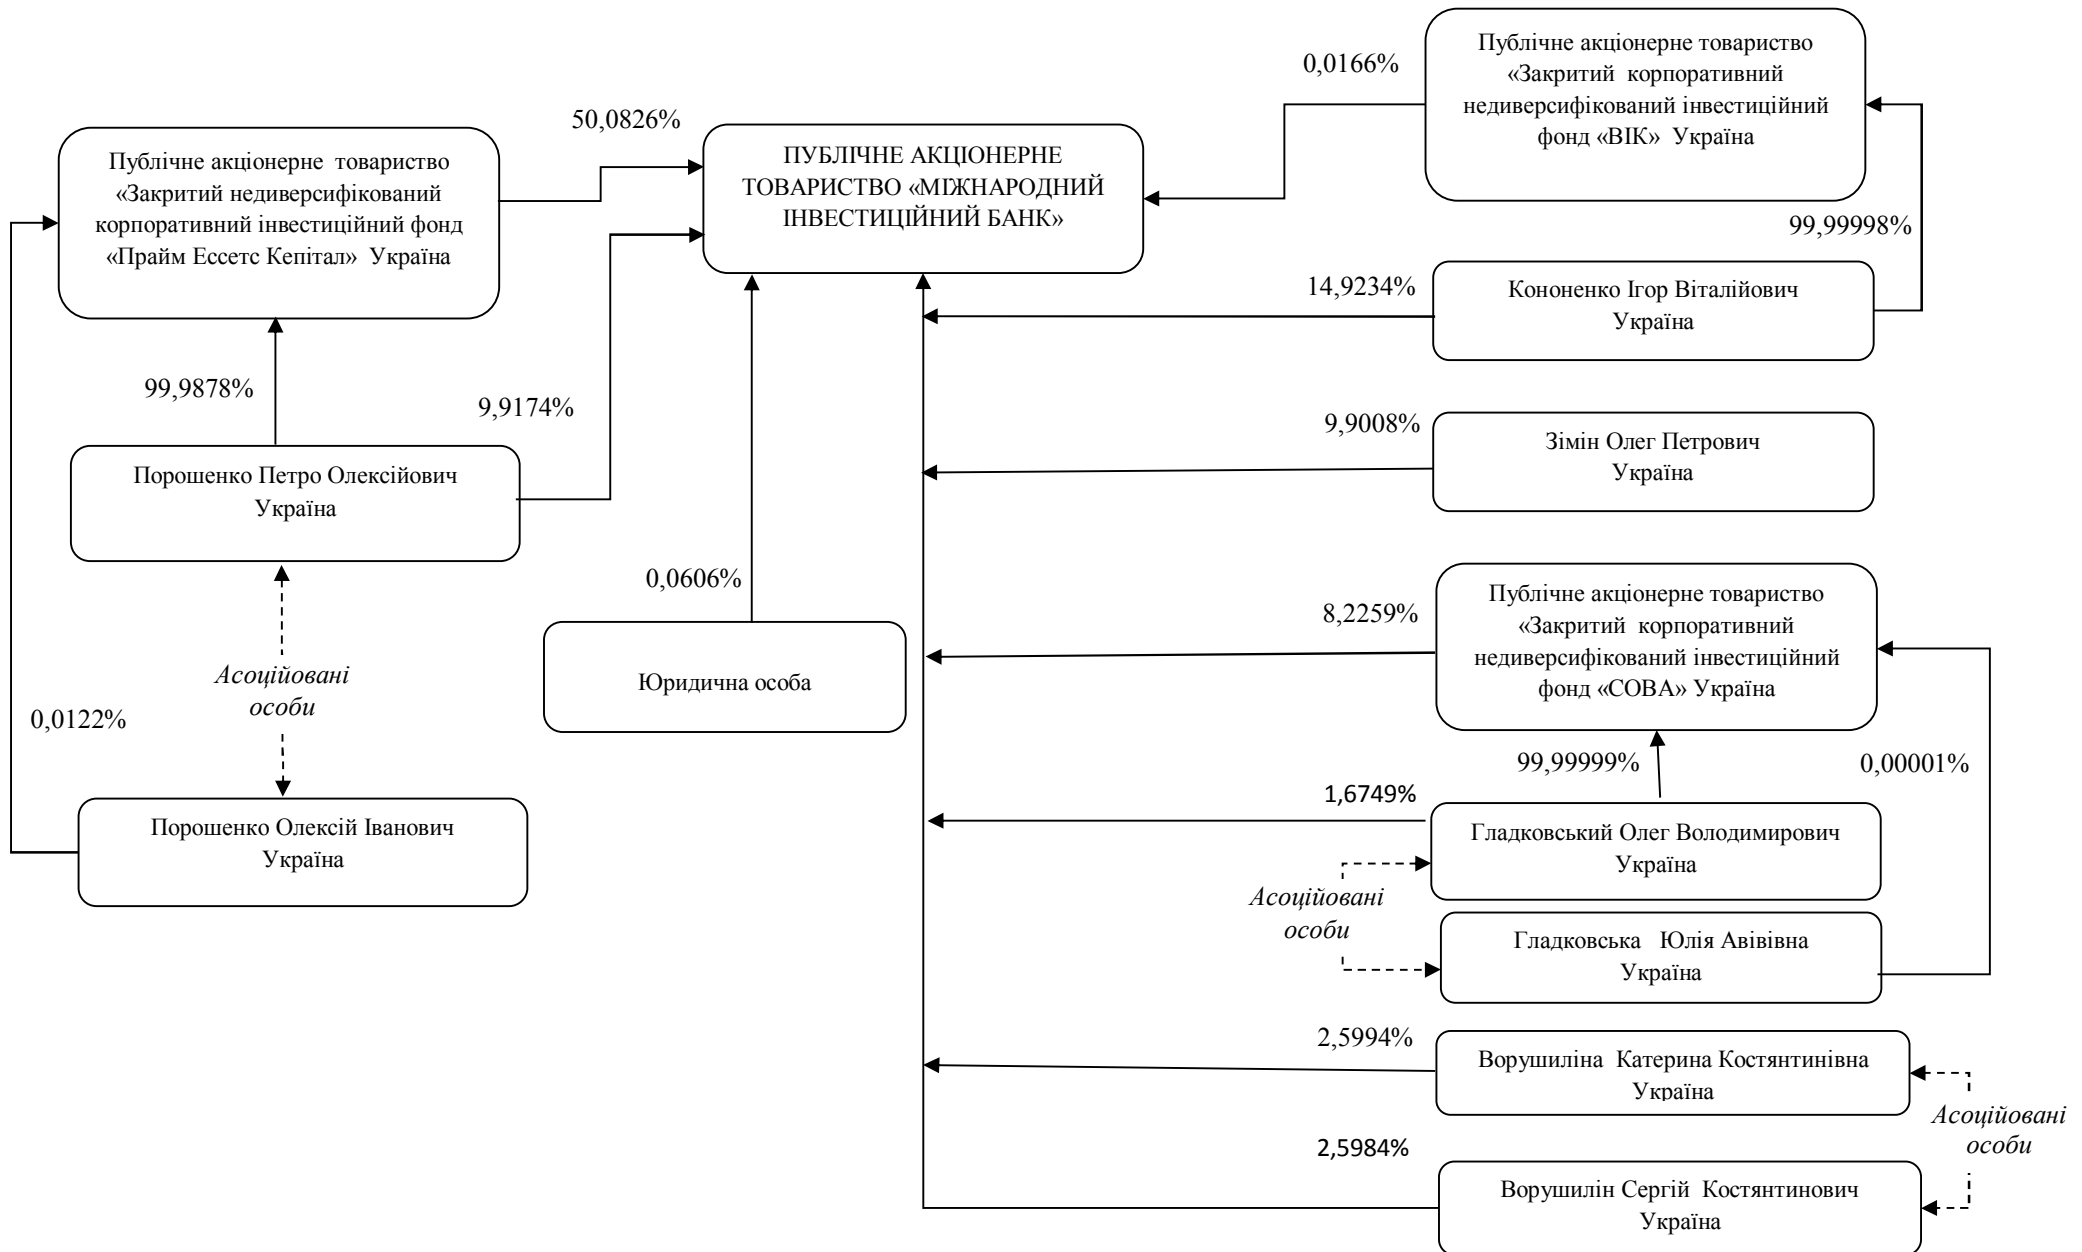 Публічне акціонерне товариство
«Закритий корпоративний
недиверсифікований інвестиційний
фонд «ВІК» Україна
0,0166%
50,0826%
Публічне акціонерне товариство
«Закритий недиверсифікований
корпоративний інвестиційний фонд
«Прайм Ессетс Кепітал» Україна
ПУБЛІЧНЕ АКЦІОНЕРНЕ
ТОВАРИСТВО «МІЖНАРОДНИЙ
ІНВЕСТИЦІЙНИЙ БАНК»
99,99998%
14,9234%
Кононенко Ігор Віталійович
Україна
99,9878%
9,9174%
9,9008%
Зімін Олег Петрович
Україна
Порошенко Петро Олексійович
Україна
0,0606%
Юридична особа
8,2259%
Публічне акціонерне товариство
«Закритий корпоративний
недиверсифікований інвестиційний
фонд «СОВА» Україна
Асоційовані
особи
0,0122%
99,99999%
0,00001%
Порошенко Олексій Іванович
Україна
1,6749%
Гладковський Олег Володимирович
Україна
Асоційовані
особи
Гладковська Юлія Авівівна
Україна
2,5994%
Ворушиліна Катерина Костянтинівна
Україна
Асоційовані
особи
2,5984%
Ворушилін Сергій Костянтинович
Україна